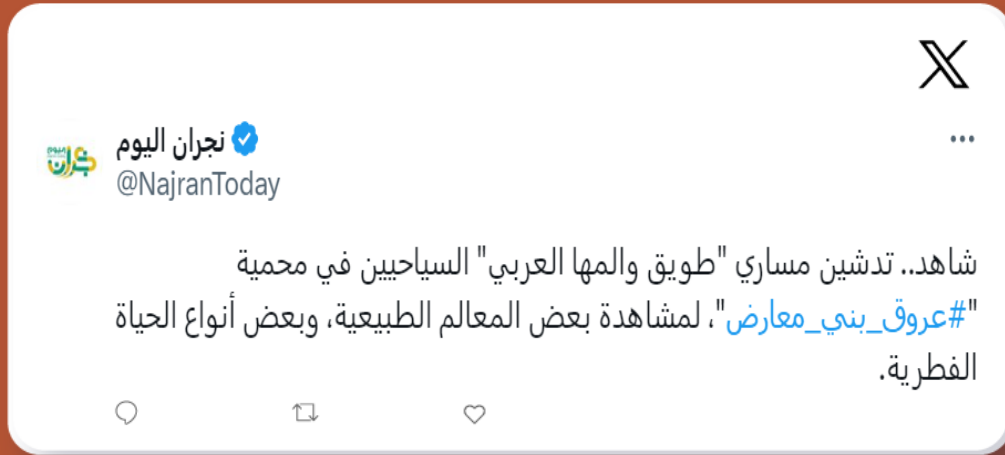 نجران اليوم
@NajranToday
شاهد.. تدشين مساري "طويق والمها العربي" السياحيين في محمية
"#عروق_بني_معارض"، لمشاهدة بعض المعالم الطبيعية، وبعض أنواع الحياة
الفطرية.